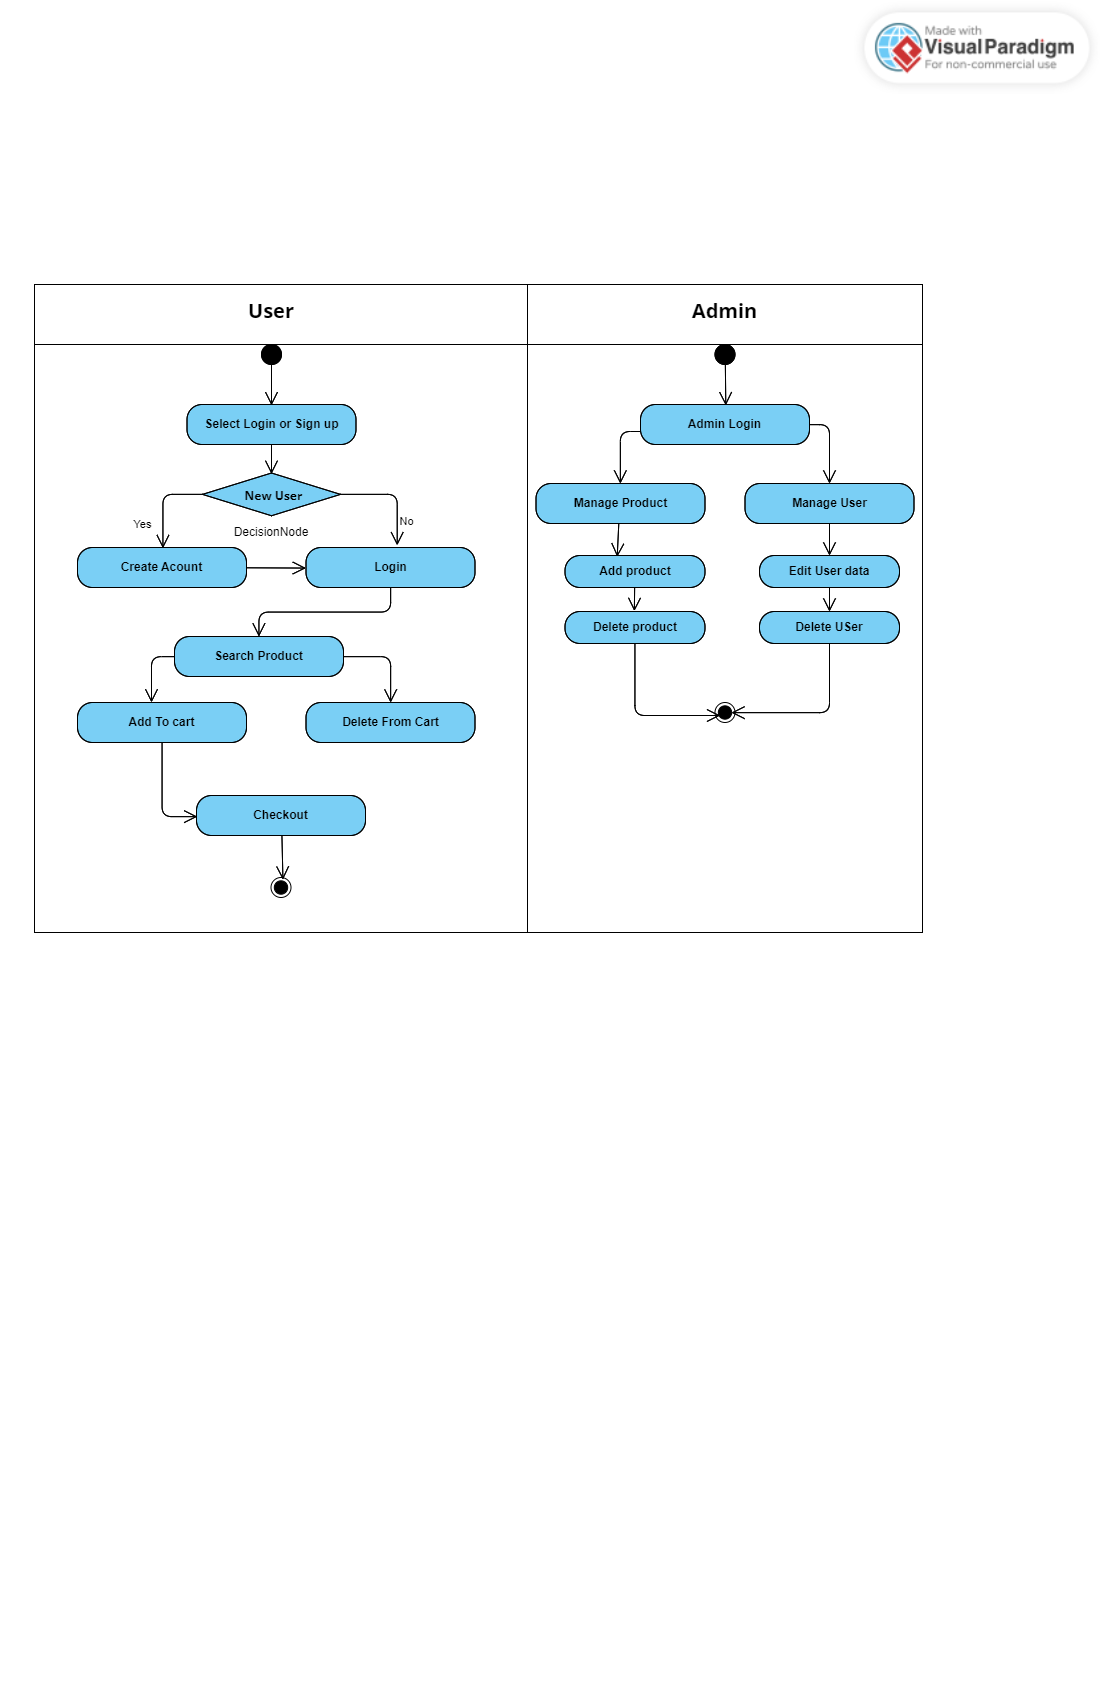 Made with
Visual Paradigm
For non-commercial use
User
Admin
Select Login or Sign up
New User
Yes
No
DecisionNode
Create Acount
Login
Search Product
Add To cart
Delete From Cart
Checkout
Admin Login
Manage Product
Manage User
Add product
Edit User data
Delete product
Delete USer